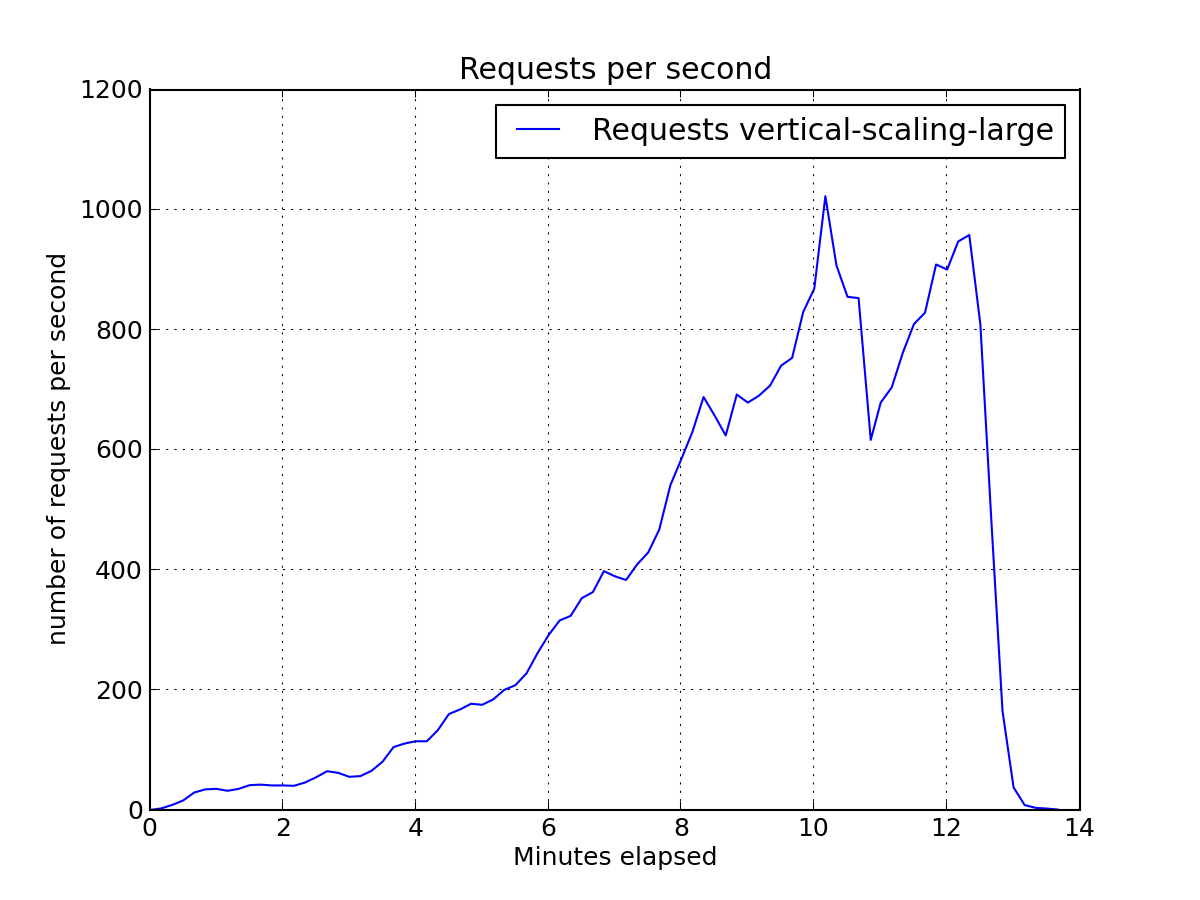 Requests per second
1200
Requests vertical-scaling-large
1000
800
600
400
200
0
number of requests per second
0 2 4 6 8 10 12 14
Minutes elapsed